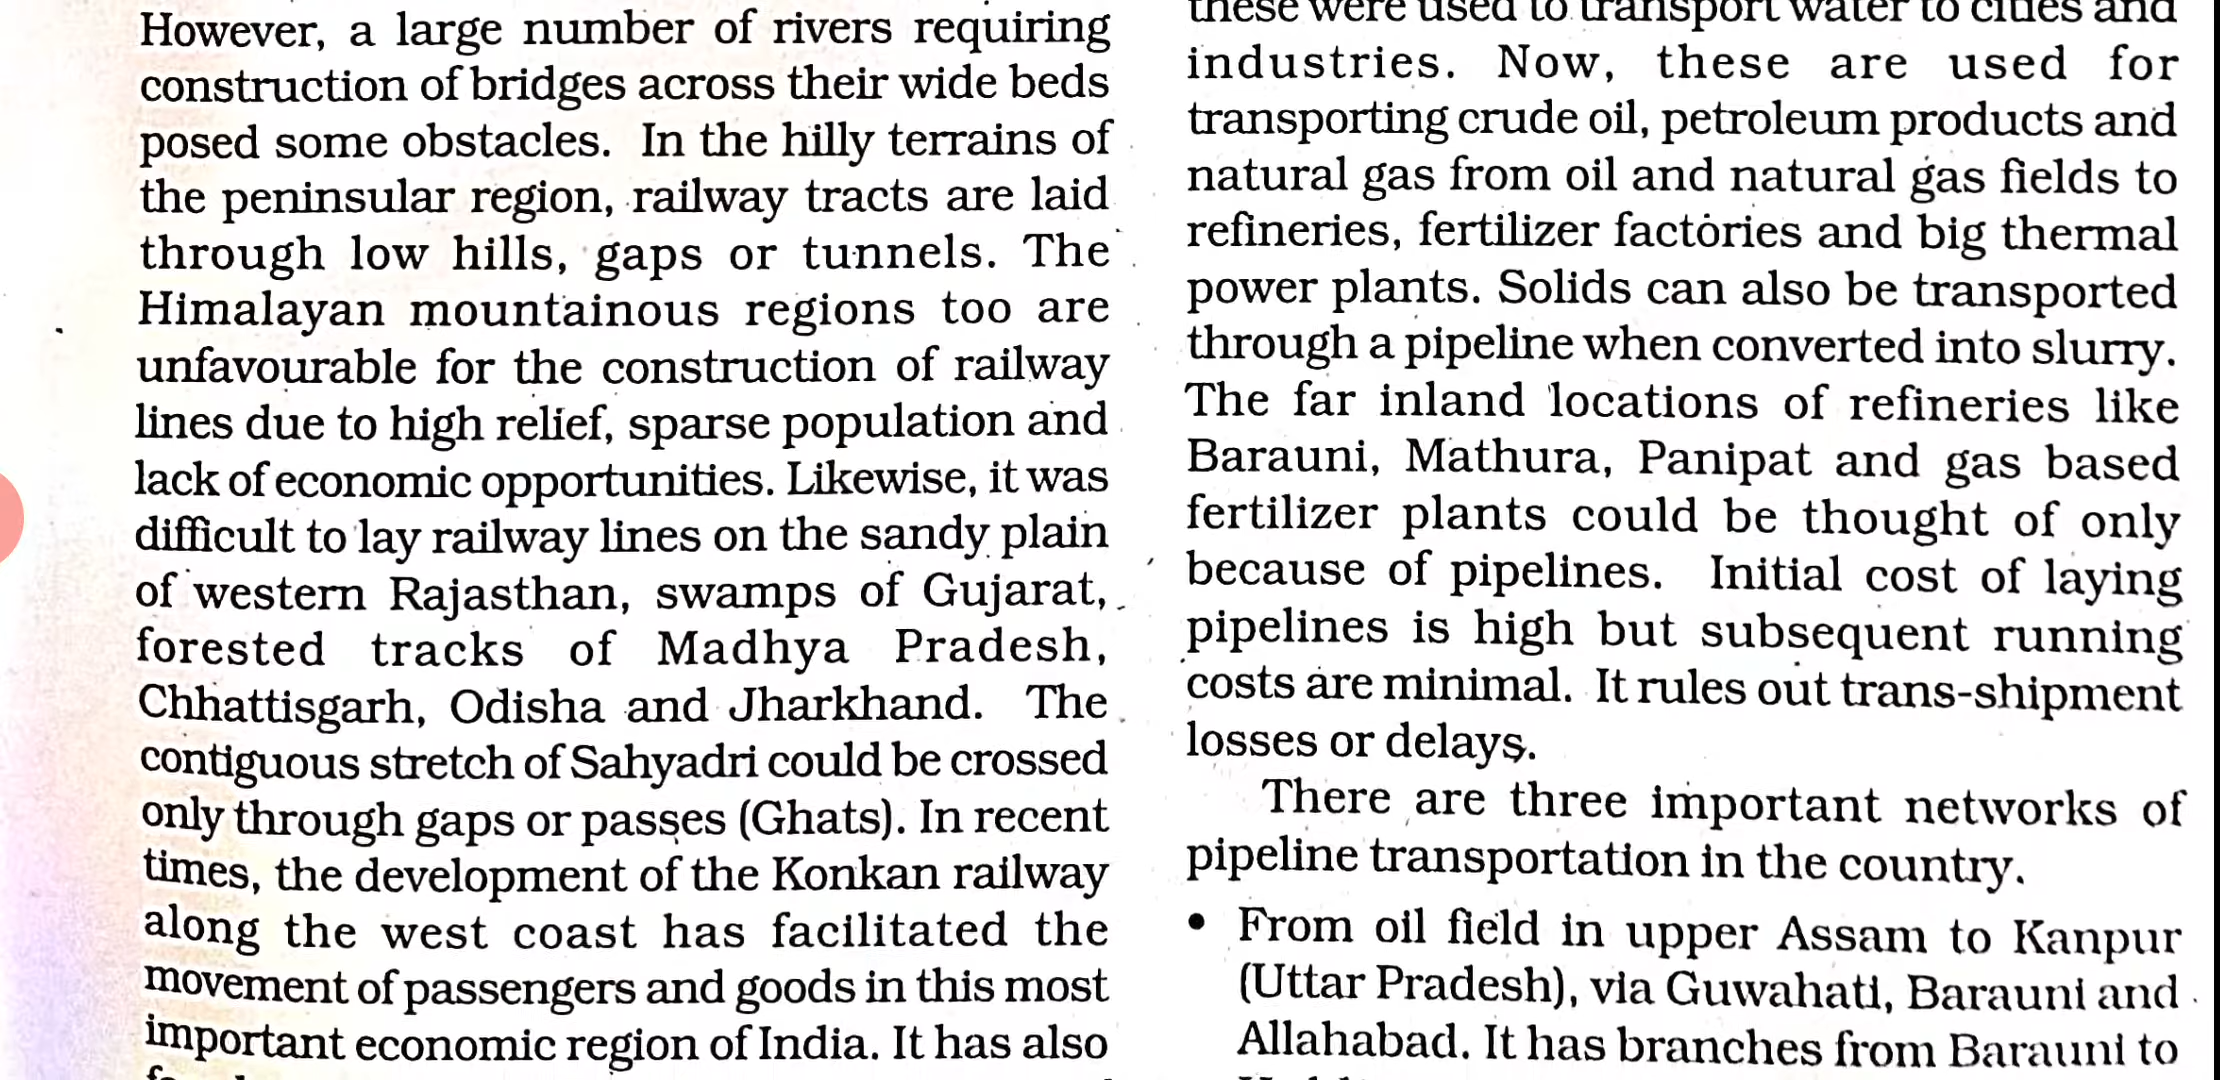 However, a large number of rivers requiring
construction of bridges across their wide beds
posed some obstacles. In the hilly terrains of
the peninsular region, railway tracts are laid
through low hills, gaps or tunnels. The
Himalayan mountainous regions too are
unfavourable for the construction of railway
lines due to high relief, sparse population and
lack of economic opportunities. Likewise, it was
difficult to lay railway lines on the sandy plain
of western Rajasthan, swamps of Gujarat,
forested tracks of Madhya Pradesh,
Chhattisgarh, Odisha and Jharkhand. The
contiguous stretch of Sahyadri could be crossed
only through gaps or passes (Ghats). In recent
times, the development of the Konkan railway
along the west coast has facilitated the
movement of passengers and goods in this most
important economic region of India. It has also
these were used to transport water to cities and
industries. Now, these are used for
transporting crude oil, petroleum products and
natural gas from oil and natural gas fields to
refineries, fertilizer factories and big thermal
power plants. Solids can also be transported
through a pipeline when converted into slurry.
The far inland locations of refineries like
Barauni, Mathura, Panipat and gas based
fertilizer plants could be thought of only
because of pipelines. Initial cost of laying
pipelines is high but subsequent running
costs are minimal. It rules out trans-shipment
losses or delays.
There are three important networks of
pipeline transportation in the country.
• From oil field in upper Assam to Kanpur
(Uttar Pradesh), via Guwahati, Barauni and
Allahabad. It has branches from Barauni to